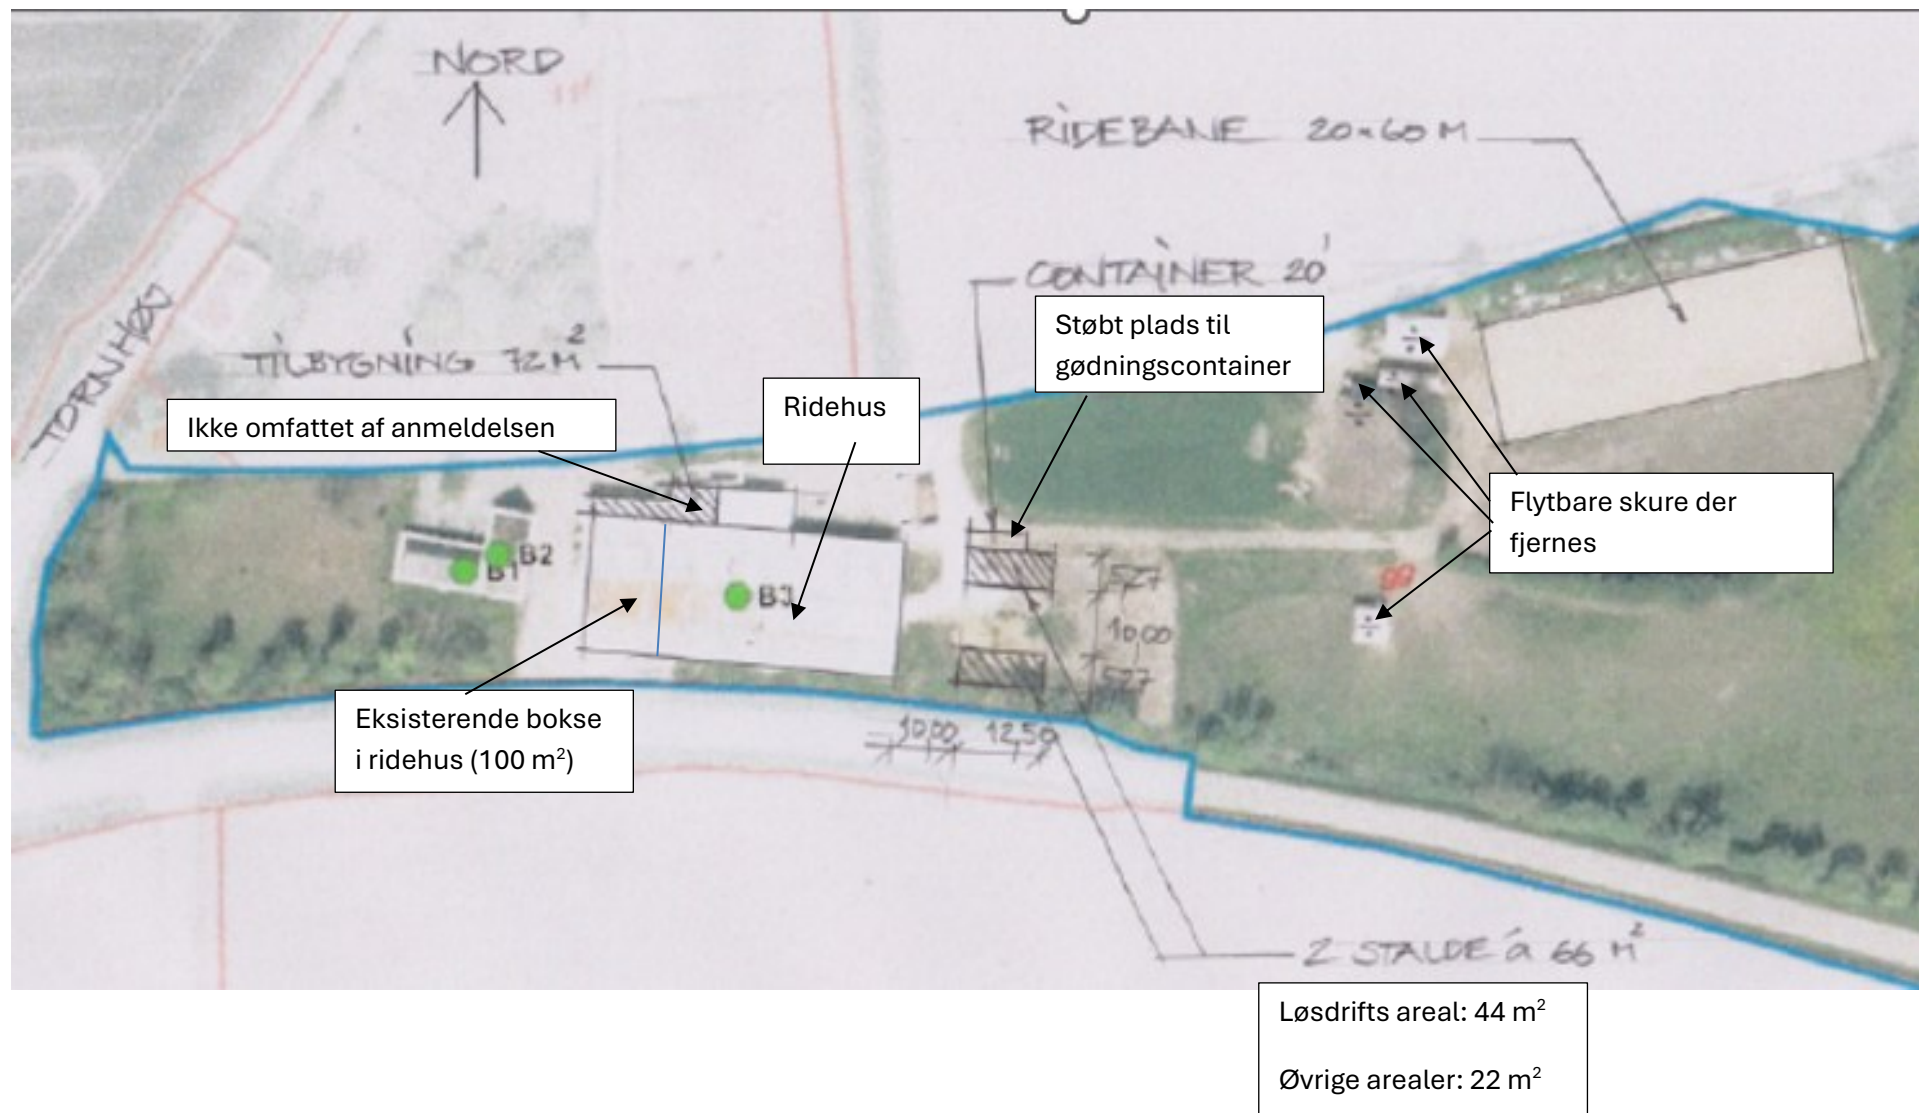 NORD
RIDEBANE 20×60 M
CONTAINER 20'
Støbt plads til
gødningscontainer
TORNHØJ
TILBYGNING 72 M²
Ridehus
Ikke omfattet af anmeldelsen
Flytbare skure der
fjernes
B1
B2
B3
÷
÷
÷
÷
5,27
10,00
5,27
Eksisterende bokse
i ridehus (100 m²)
10,00 12,50
2 STALDE á 66 M²
Løsdrifts areal: 44 m²
Øvrige arealer: 22 m²